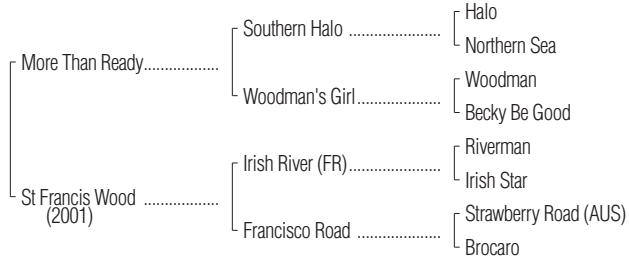 Halo
Southern Halo ....................
Northern Sea
More Than Ready.................
Woodman
Woodman's Girl ..................
Becky Be Good
Riverman
Irish River (FR)....................
Irish Star
St Francis Wood .................
(2001)
Strawberry Road (AUS)
Francisco Road ..................
Brocaro